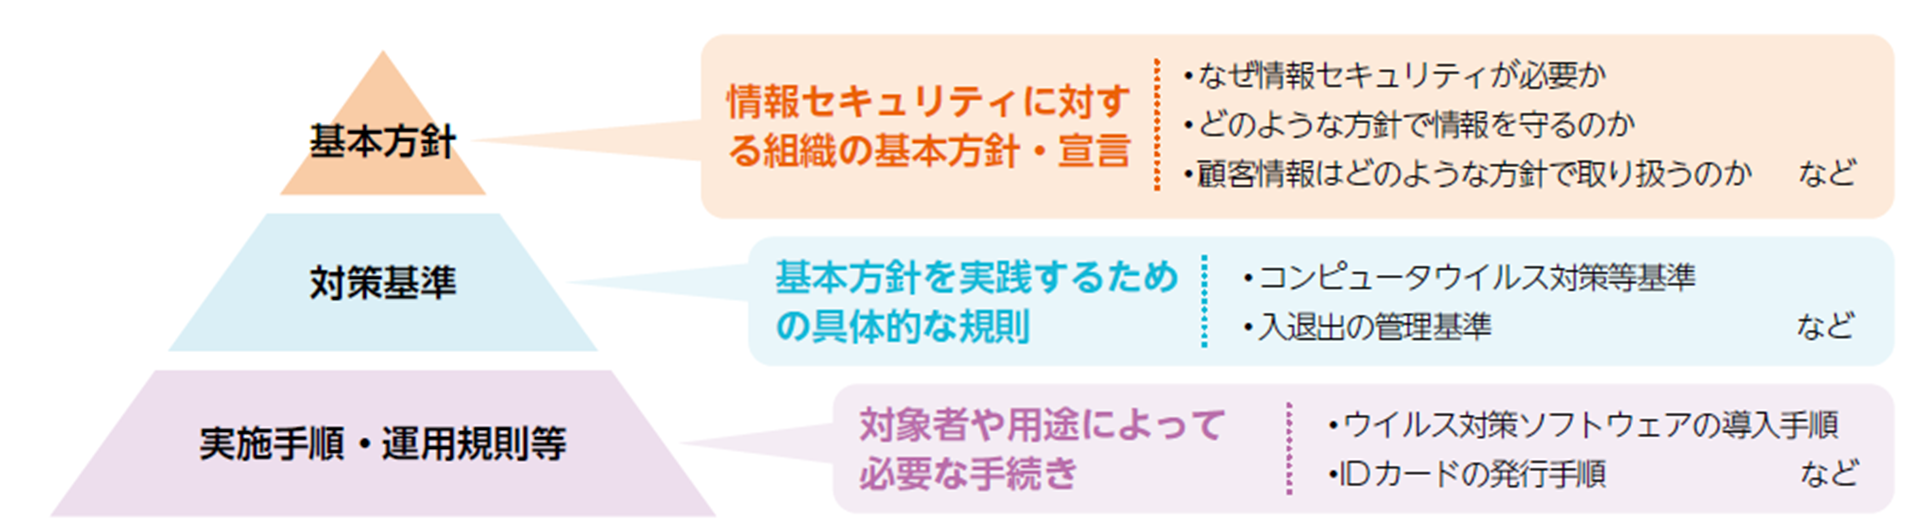 基本方針
情報セキュリティに対す
る組織の基本方針・宣言
•なぜ情報セキュリティが必要か
•どのような方針で情報を守るのか
•顧客情報はどのような方針で取り扱うのか など
対策基準
基本方針を実践するため
の具体的な規則
•コンピュータウイルス対策等基準
•入退出の管理基準 など
実施手順・運用規則等
対象者や用途によって
必要な手続き
•ウイルス対策ソフトウェアの導入手順
•IDカードの発行手順 など